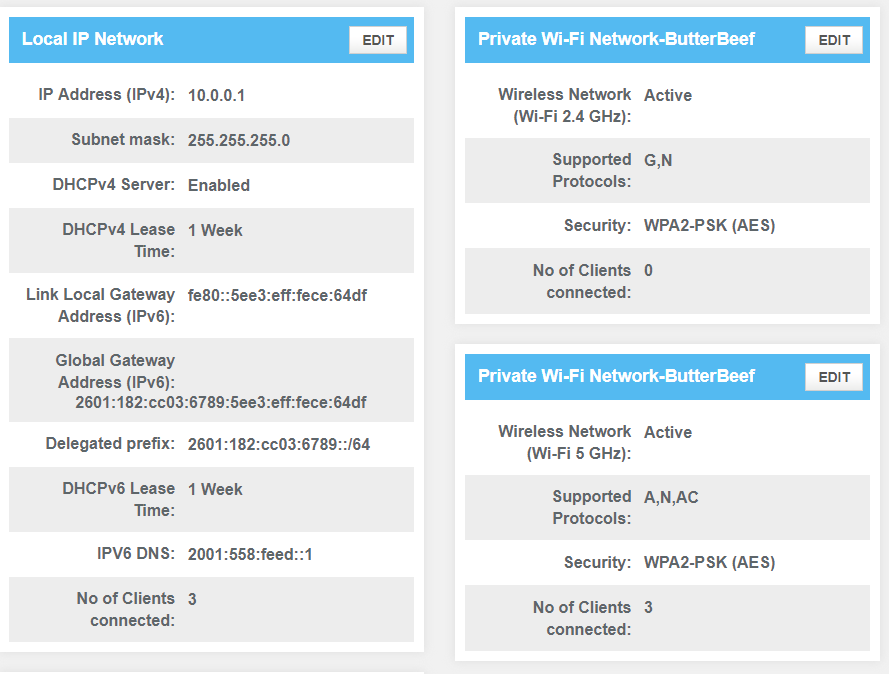 Local IP Network
EDIT
IP Address (IPv4): 10.0.0.1
Subnet mask: 255.255.255.0
DHCPv4 Server: Enabled
DHCPv4 Lease 1 Week
Time:
Link Local Gateway fe80::5ee3:eff:fece:64df
Address (IPv6):
Global Gateway
Address (IPv6):
2601:182:cc03:6789:5ee3:eff:fece:64df
Delegated prefix: 2601:182:cc03:6789::/64
DHCPv6 Lease 1 Week
Time:
IPV6 DNS: 2001:558:feed::1
No of Clients 3
connected:
Private Wi-Fi Network-ButterBeef
EDIT
Wireless Network Active
(Wi-Fi 2.4 GHz):
Supported G,N
Protocols:
Security: WPA2-PSK (AES)
No of Clients 0
connected:
Private Wi-Fi Network-ButterBeef
EDIT
Wireless Network Active
(Wi-Fi 5 GHz):
Supported A,N,AC
Protocols:
Security: WPA2-PSK (AES)
No of Clients 3
connected: